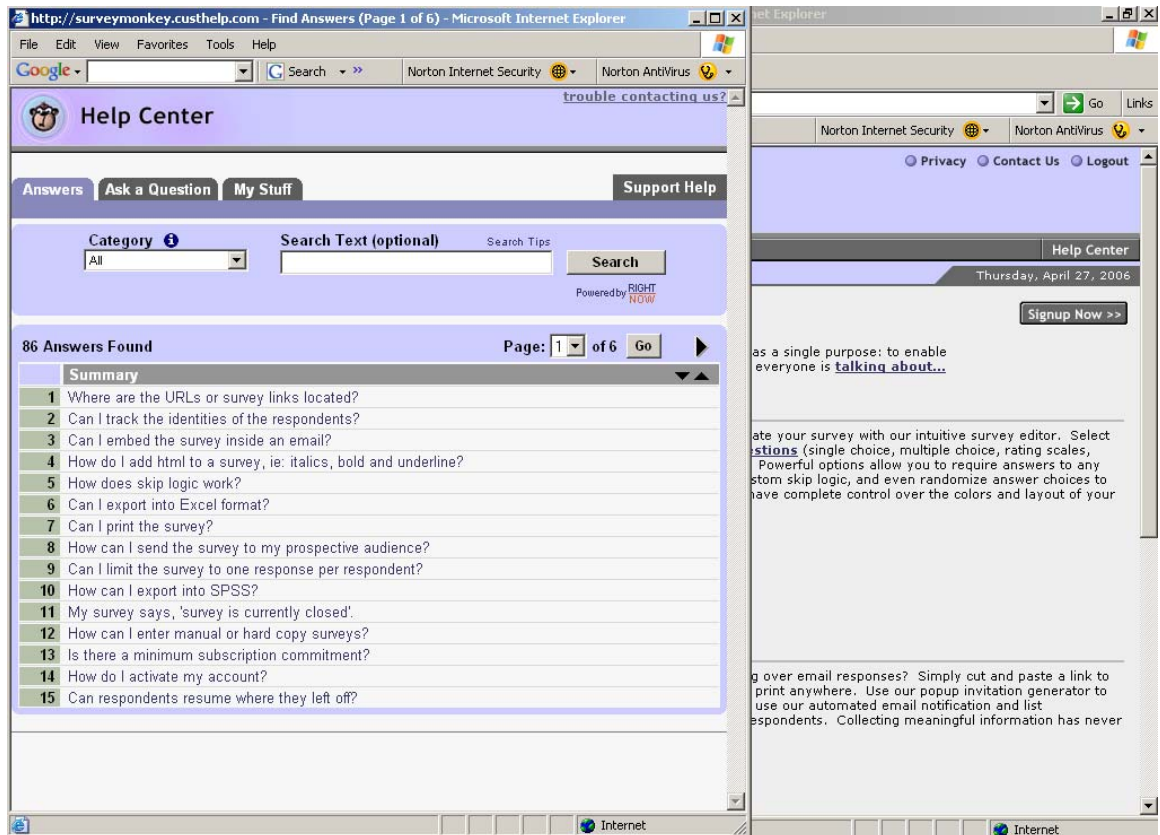 http://surveymonkey.custhelp.com - Find Answers (Page 1 of 6) - Microsoft Internet Explorer
File Edit View Favorites Tools Help
Google Search » Norton Internet Security Norton AntiVirus
Help Center
trouble contacting us?
Answers Ask a Question My Stuff Support Help
Category Search Text (optional) Search Tips
All Search
Powered by RIGHT NOW
86 Answers Found Page: 1 of 6 Go
Summary
1 Where are the URLs or survey links located?
2 Can I track the identities of the respondents?
3 Can I embed the survey inside an email?
4 How do I add html to a survey, ie: italics, bold and underline?
5 How does skip logic work?
6 Can I export into Excel format?
7 Can I print the survey?
8 How can I send the survey to my prospective audience?
9 Can I limit the survey to one response per respondent?
10 How can I export into SPSS?
11 My survey says, 'survey is currently closed'.
12 How can I enter manual or hard copy surveys?
13 Is there a minimum subscription commitment?
14 How do I activate my account?
15 Can respondents resume where they left off?
Internet
net Explorer
Go Links
Norton Internet Security Norton AntiVirus
Privacy Contact Us Logout
Help Center
Thursday, April 27, 2006
Signup Now >>
as a single purpose: to enable
everyone is talking about...
ate your survey with our intuitive survey editor. Select
stions (single choice, multiple choice, rating scales,
Powerful options allow you to require answers to any
stom skip logic, and even randomize answer choices to
have complete control over the colors and layout of your
g over email responses? Simply cut and paste a link to
print anywhere. Use our popup invitation generator to
use our automated email notification and list
espondents. Collecting meaningful information has never
Internet